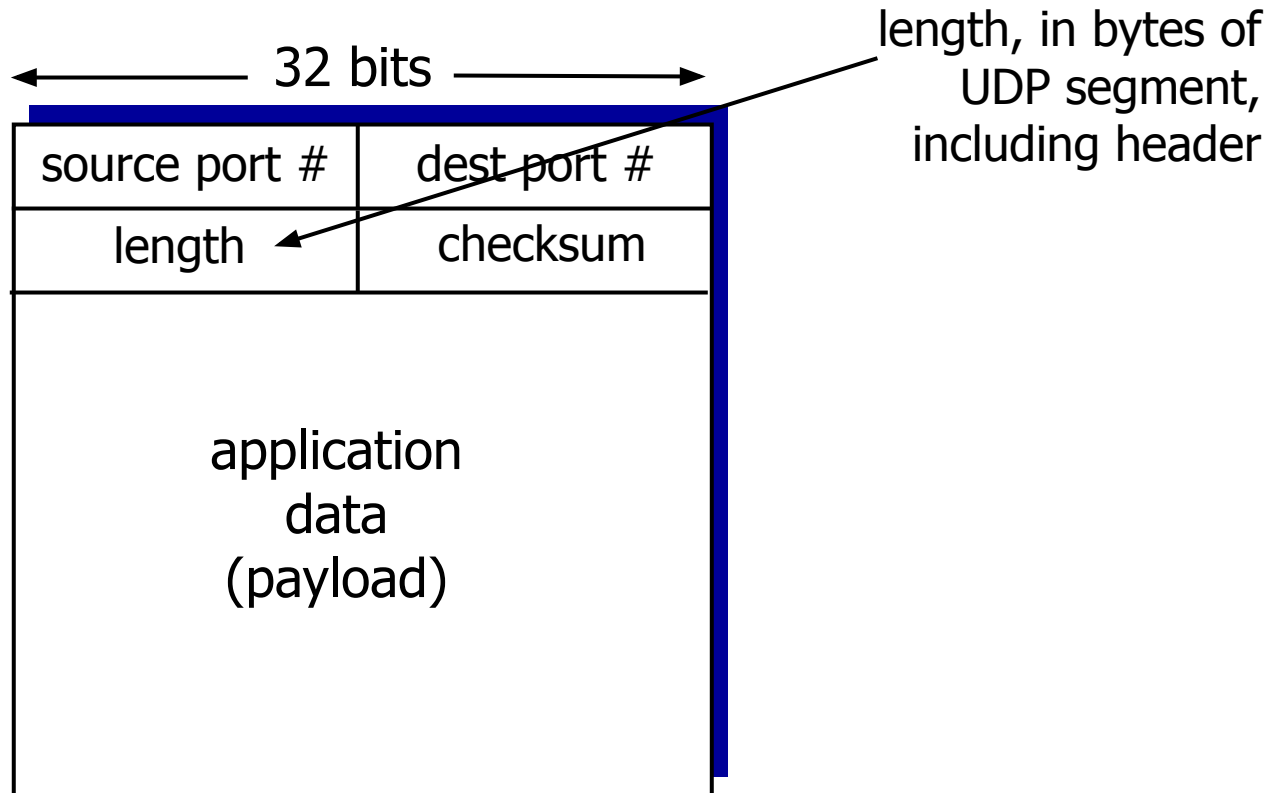 32 bits
length, in bytes of
UDP segment,
including header
source port #
dest port #
length
checksum
application
data
(payload)